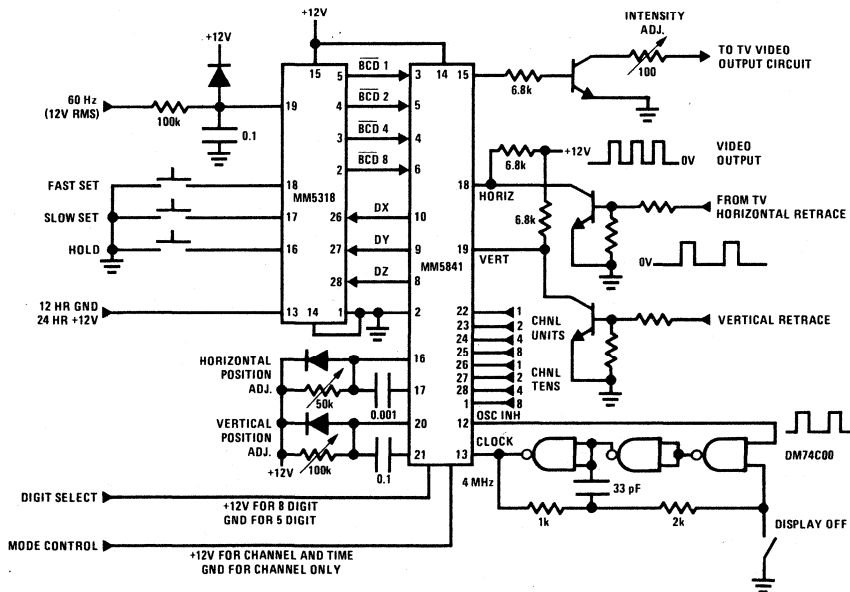 INTENSITY
ADJ.
+12V
+12V
TO TV VIDEO
OUTPUT CIRCUIT
100
15
14
15
6.8k
5
BCD 1
3
60 Hz
(12V RMS)
100k
19
4
BCD 2
5
0.1
3
BCD 4
4
2
BCD 8
6
6.8k
+12V
0V
VIDEO
OUTPUT
FAST SET
18
MM5318
18
HORIZ
FROM TV
HORIZONTAL RETRACE
SLOW SET
17
26
DX
10
6.8k
HOLD
16
27
DY
9
19
VERT
0V
28
DZ
8
MM5841
12 HR GND
24 HR +12V
13
14
1
2
22
1
23
2
CHNL
UNITS
24
4
25
8
26
1
27
2
CHNL
TENS
28
4
1
8
VERTICAL RETRACE
HORIZONTAL
POSITION
ADJ.
50k
0.001
16
17
OSC INH
12
VERTICAL
POSITION
ADJ.
+12V
100k
0.1
20
21
CLOCK
13
4 MHz
DM74C00
33 pF
1k
2k
DISPLAY OFF
DIGIT SELECT
+12V FOR 8 DIGIT
GND FOR 5 DIGIT
MODE CONTROL
+12V FOR CHANNEL AND TIME
GND FOR CHANNEL ONLY